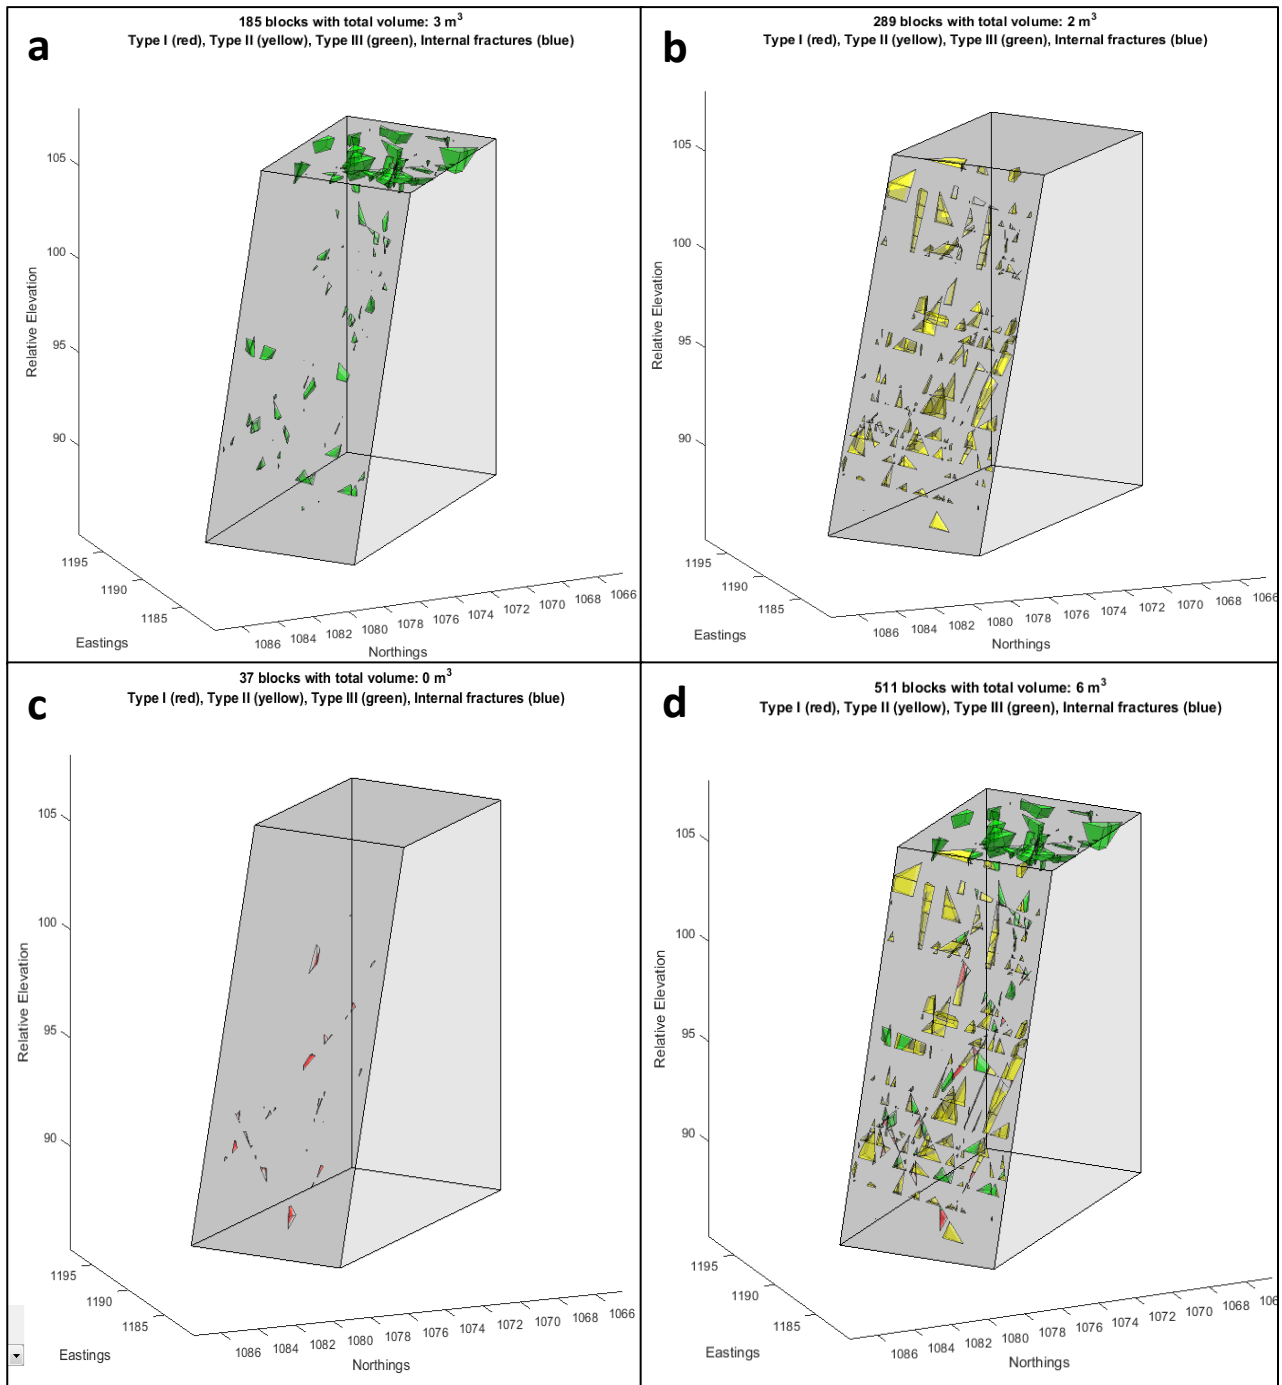 a
185 blocks with total volume: 3 m³
Type I (red), Type II (yellow), Type III (green), Internal fractures (blue)
105
100
95
90
Relative Elevation
1195
1190
1185
Eastings
1086 1084 1082 1080 1078 1076 1074 1072 1070 1068 1066
Northings
b
289 blocks with total volume: 2 m³
Type I (red), Type II (yellow), Type III (green), Internal fractures (blue)
105
100
95
90
Relative Elevation
1195
1190
1185
Eastings
1086 1084 1082 1080 1078 1076 1074 1072 1070 1068 1066
Northings
c
37 blocks with total volume: 0 m³
Type I (red), Type II (yellow), Type III (green), Internal fractures (blue)
105
100
95
90
Relative Elevation
1195
1190
1185
Eastings
1086 1084 1082 1080 1078 1076 1074 1072 1070 1068 1066
Northings
d
511 blocks with total volume: 6 m³
Type I (red), Type II (yellow), Type III (green), Internal fractures (blue)
105
100
95
90
Relative Elevation
1195
1190
1185
Eastings
1086 1084 1082 1080 1078 1076 1074 1072 1070 1068 106
Northings